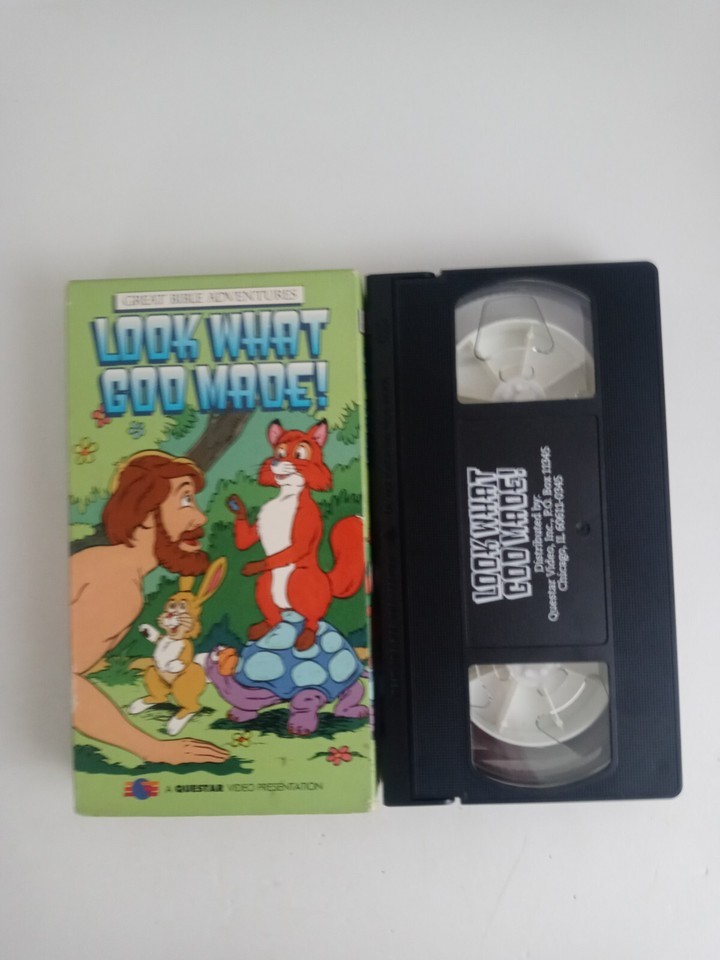 GREAT BIBLE ADVENTURES
LOOK WHAT
GOD MADE!
A QUESTAR VIDEO PRESENTATION
LOOK WHAT
GOD MADE!
Distributed by:
Questar Video, Inc., P.O. Box 11345
Chicago, IL 60611-0345